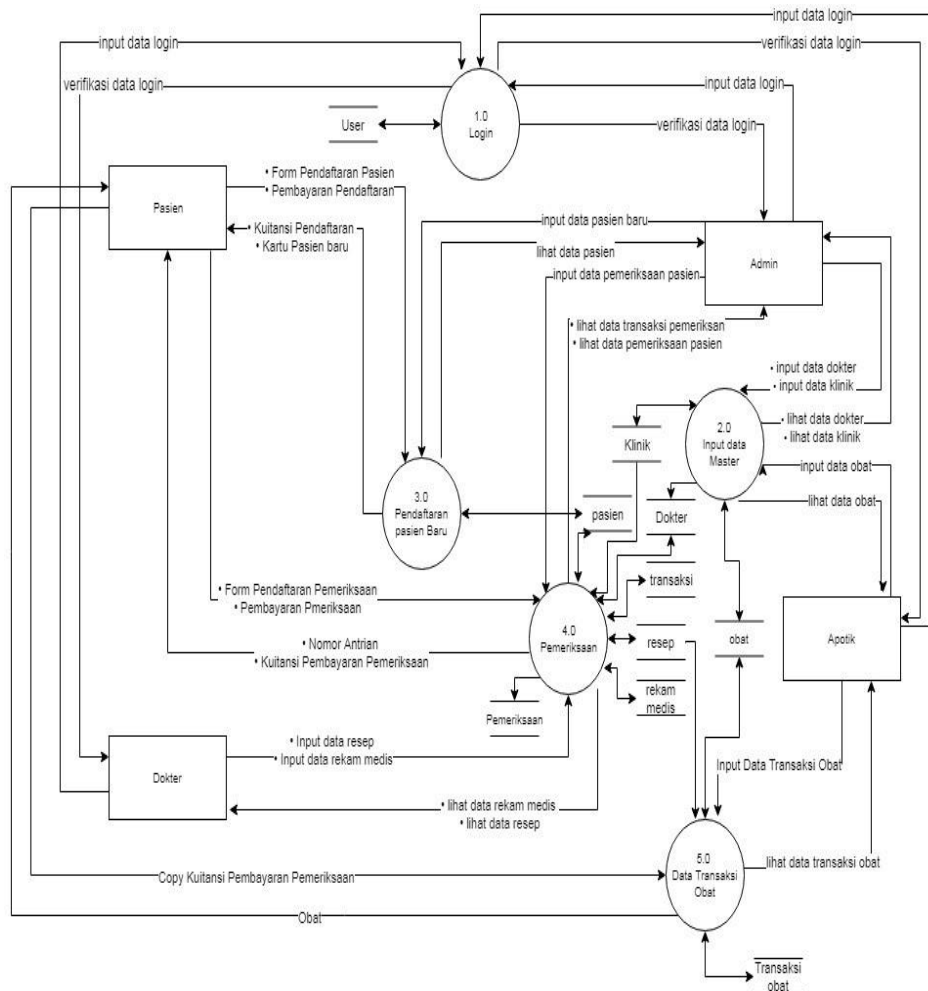 input data login
input data login
verifikasi data login
verifikasi data login
input data login
User
1.0
Login
verifikasi data login
• Form Pendaftaran Pasien
• Pembayaran Pendaftaran
Pasien
• Kuitansi Pendaftaran
• Kartu Pasien baru
input data pasien baru
lihat data pasien
input data pemeriksaan pasien
Admin
• lihat data transaksi pemeriksan
• lihat data pemeriksaan pasien
• input data dokter
• input data klinik
• lihat data dokter
• lihat data klinik
Klinik
2.0
Input data
Master
input data obat
lihat data obat
3.0
Pendaftaran
pasien Baru
pasien
Dokter
transaksi
• Form Pendaftaran Pemeriksaan
• Pembayaran Pmeriksaan
4.0
Pemeriksaan
resep
obat
Apotik
• Nomor Antrian
• Kuitansi Pembayaran Pemeriksaan
rekam
medis
Pemeriksaan
• Input data resep
• Input data rekam medis
Dokter
Input Data Transaksi Obat
• lihat data rekam medis
• lihat data resep
5.0
Data Transaksi
Obat
lihat data transaksi obat
Copy Kuitansi Pembayaran Pemeriksaan
Obat
Transaksi
obat